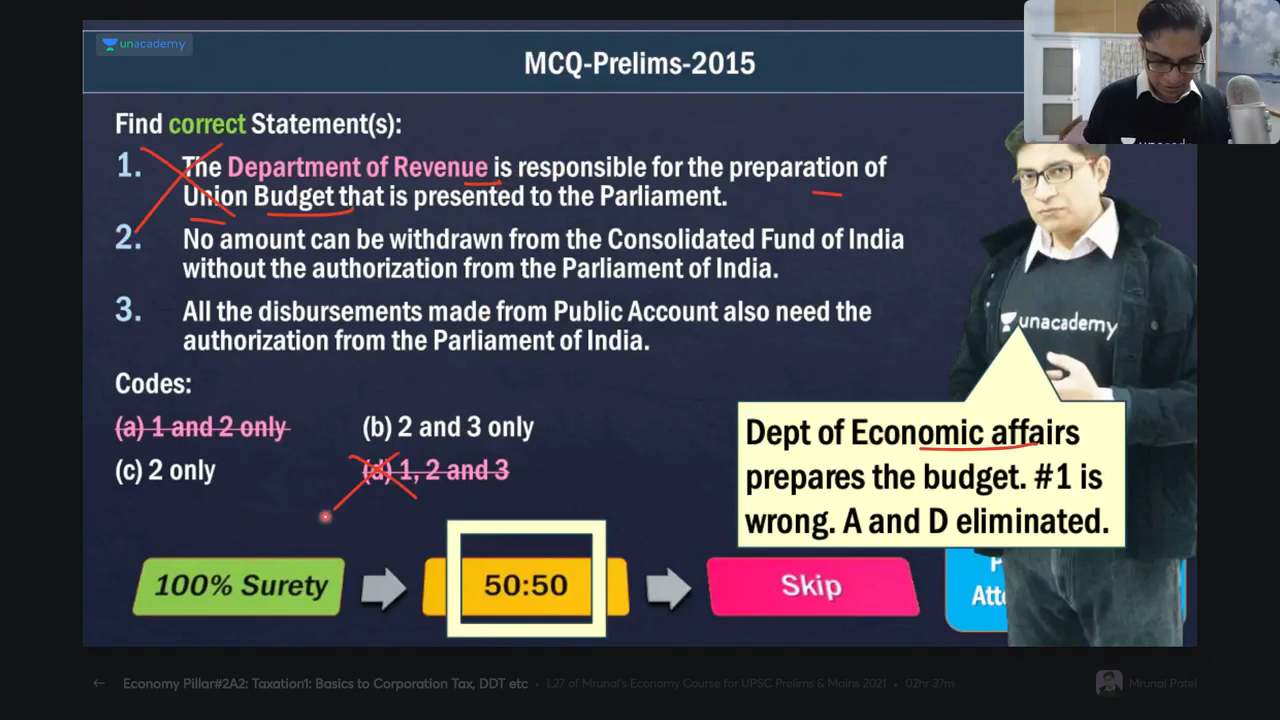 unacademy
MCQ-Prelims-2015
Find correct Statement(s):
1. The Department of Revenue is responsible for the preparation of
Union Budget that is presented to the Parliament.
2. No amount can be withdrawn from the Consolidated Fund of India
without the authorization from the Parliament of India.
3. All the disbursements made from Public Account also need the
authorization from the Parliament of India.
Codes:
(a) 1 and 2 only (b) 2 and 3 only
(c) 2 only (d) 1, 2 and 3
unacademy
Dept of Economic affairs
prepares the budget. #1 is
wrong. A and D eliminated.
100% Surety 50:50 Skip
Economy Pillar#2A2: Taxation1: Basics to Corporation Tax, DDT etc • L27 of Mrunal's Economy Course for UPSC Prelims & Mains 2021 • 02hr 37m
Mrunal Patel